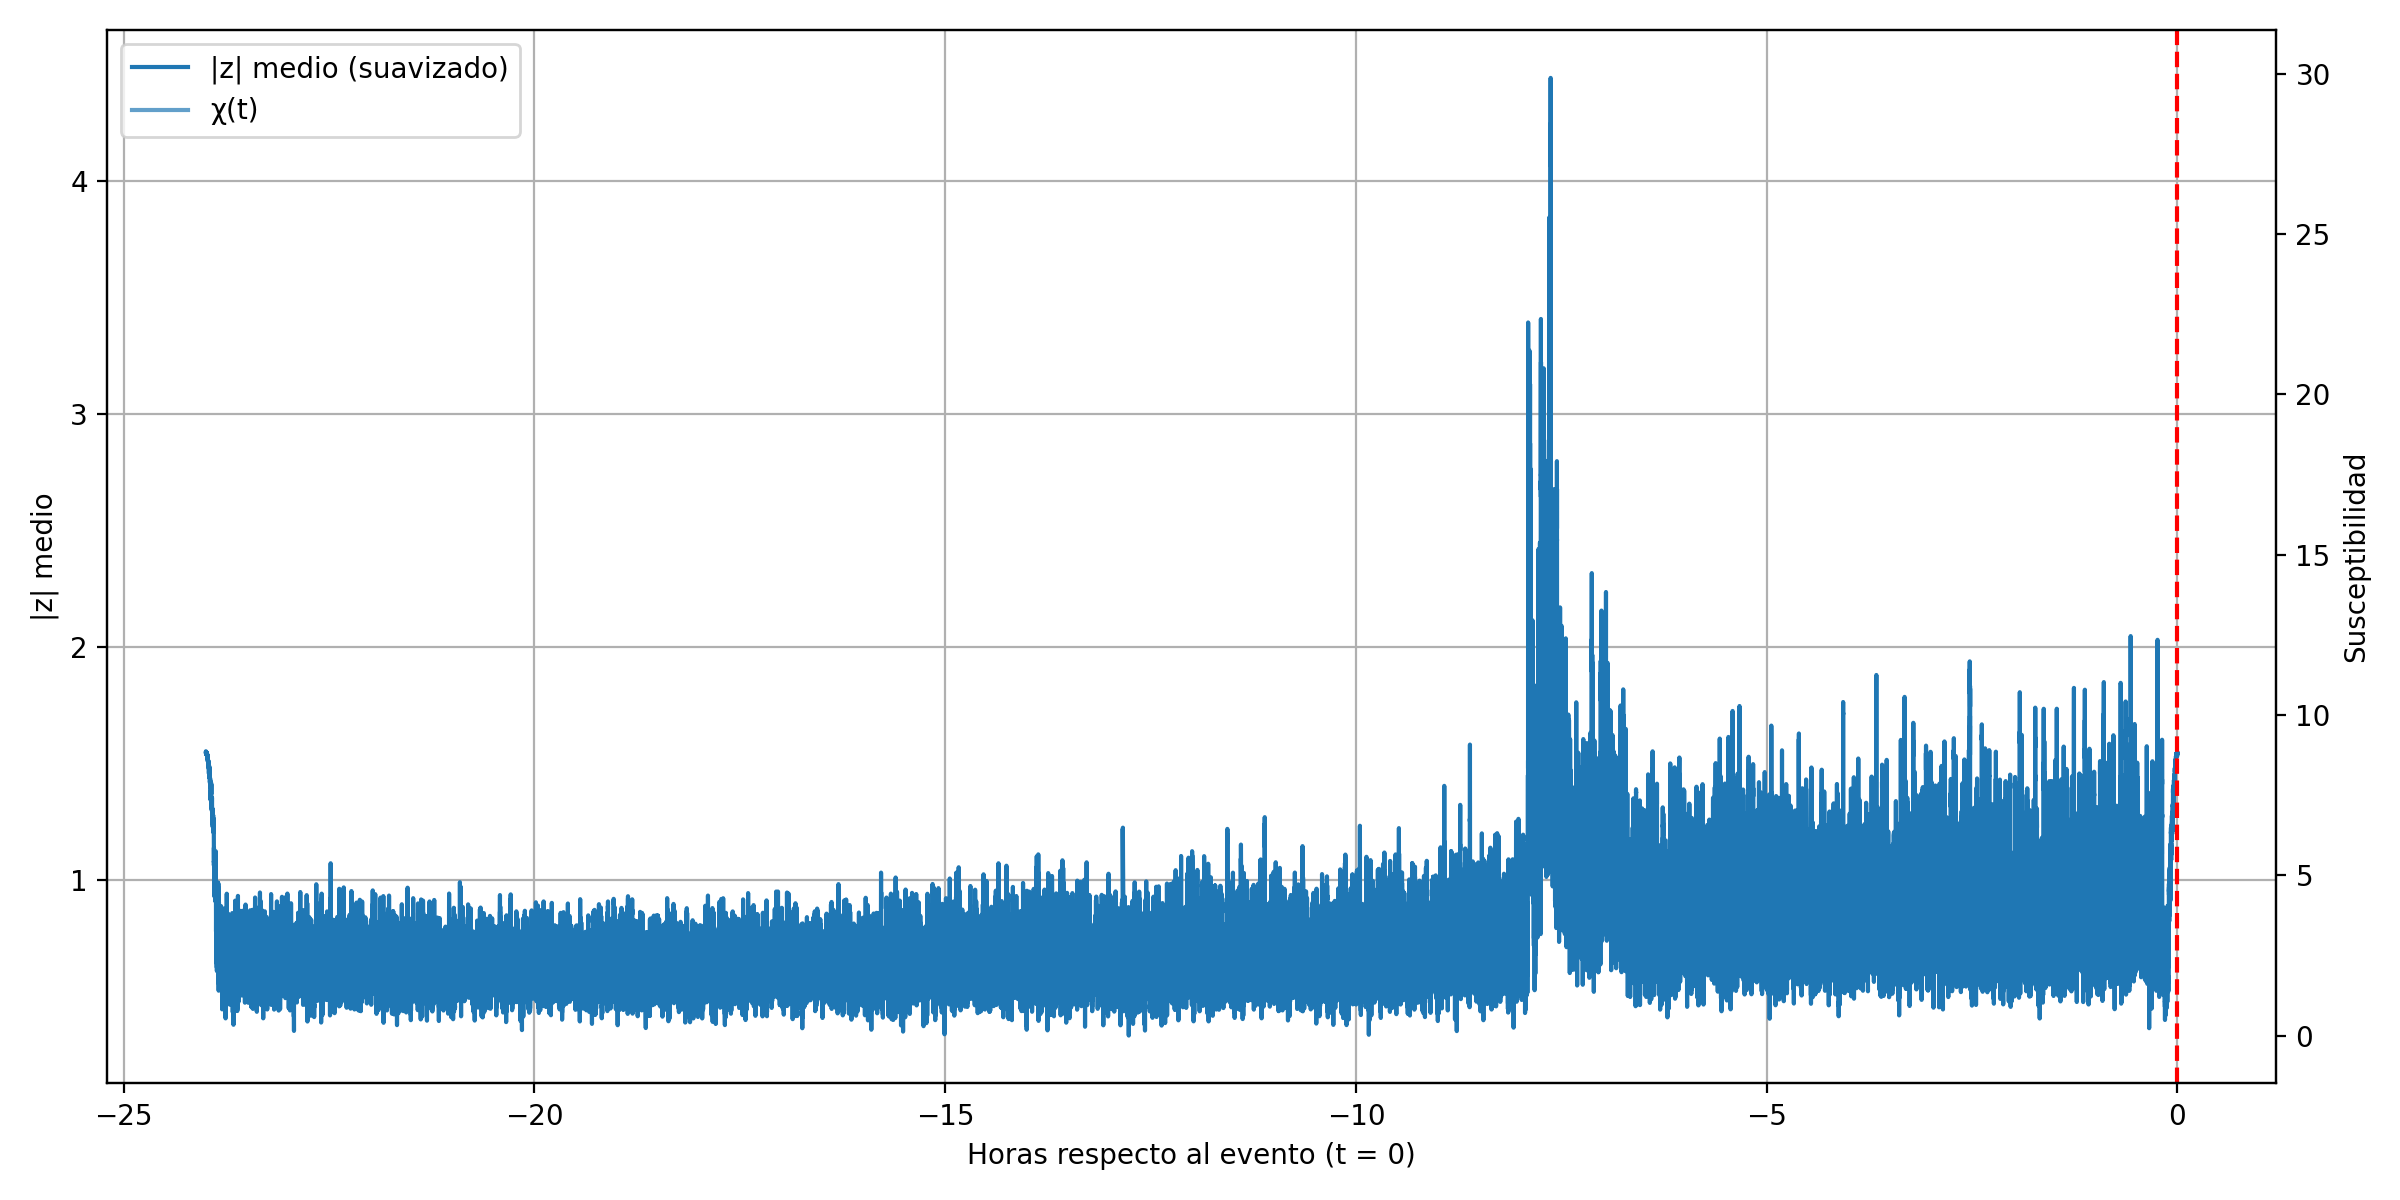 |z| medio (suavizado)
χ(t)
4
3
2
1
|z| medio
30
25
20
15
10
5
0
Susceptibilidad
−25 −20 −15 −10 −5 0
Horas respecto al evento (t = 0)